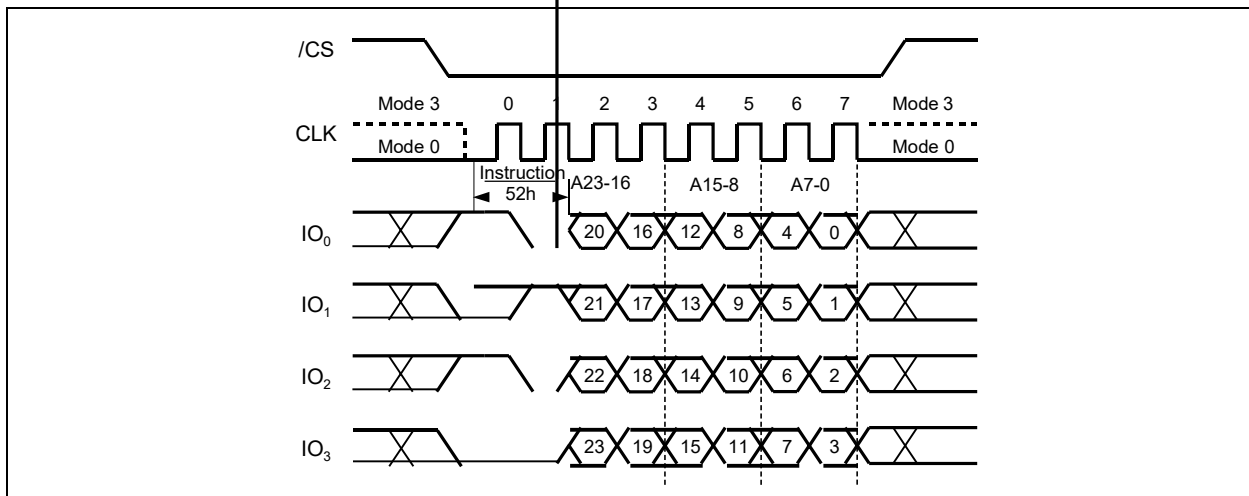 /CS
Mode 3 0 1 2 3 4 5 6 7 Mode 3
CLK
Mode 0 Mode 0
Instruction
52h
A23-16 A15-8 A7-0
IO0 20 16 12 8 4 0
IO1 21 17 13 9 5 1
IO2 22 18 14 10 6 2
IO3 23 19 15 11 7 3